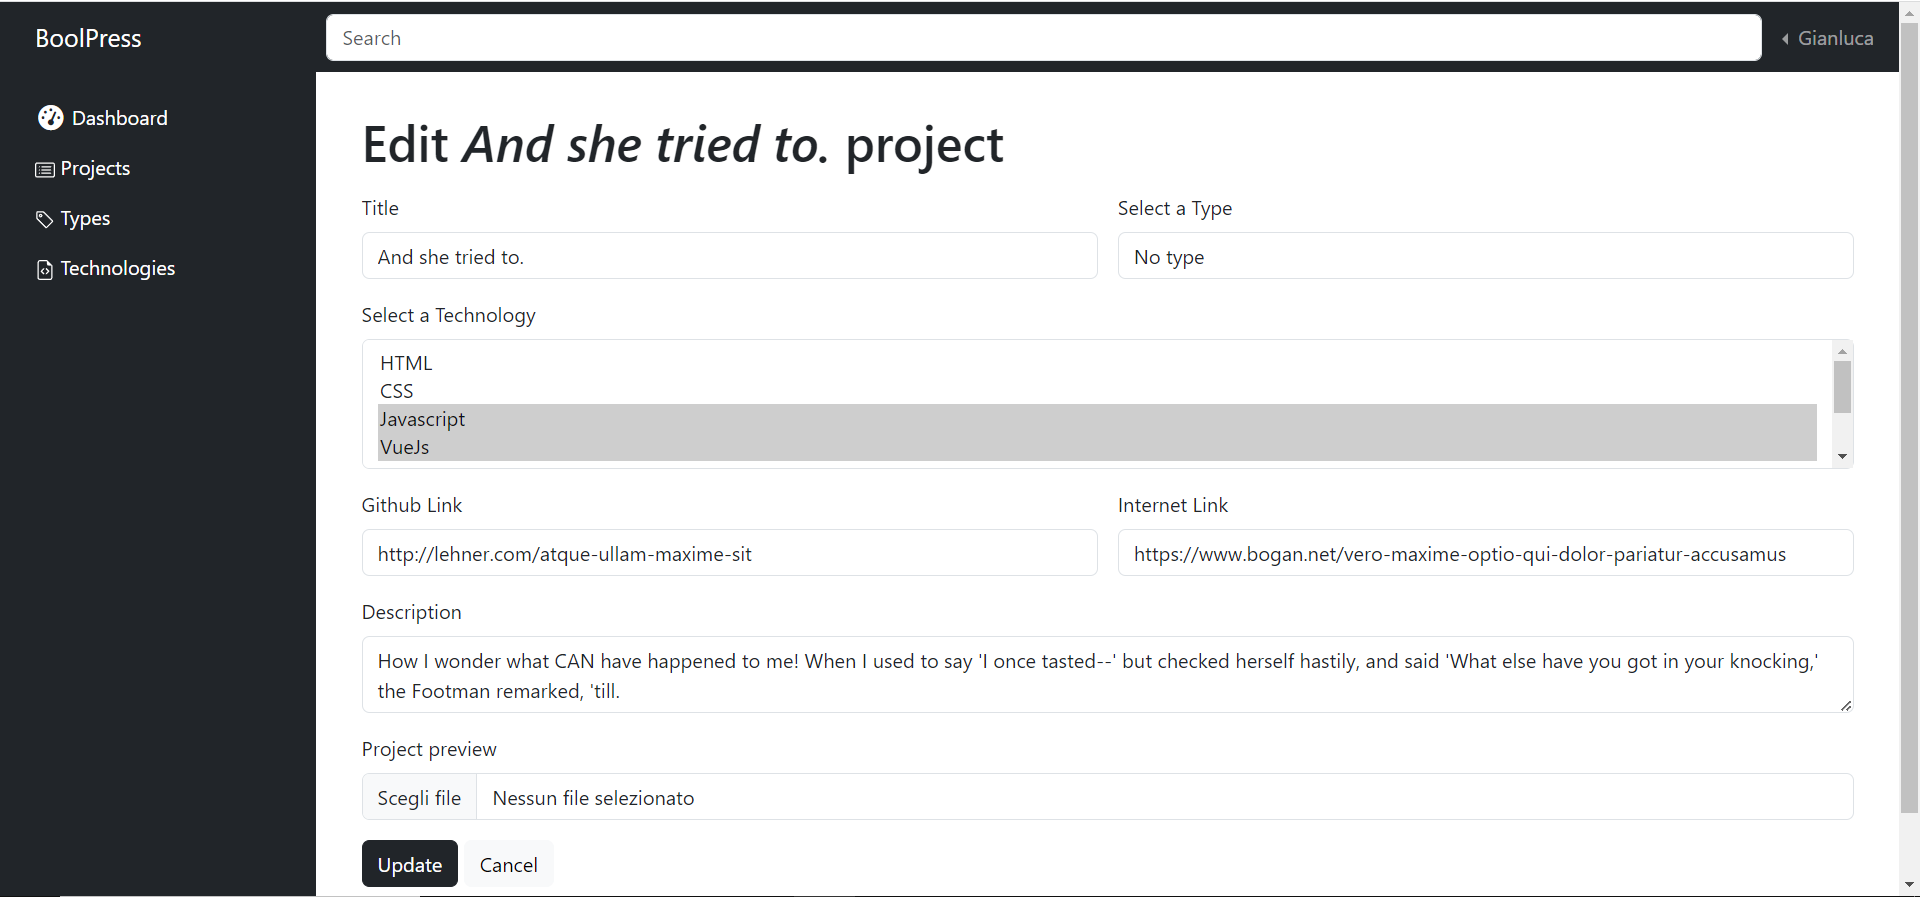 BoolPress
Search
Gianluca
Dashboard
Projects
Types
Technologies
Edit And she tried to. project
Title
Select a Type
And she tried to.
No type
Select a Technology
HTML
CSS
Javascript
VueJs
Github Link
Internet Link
http://lehner.com/atque-ullam-maxime-sit
https://www.bogan.net/vero-maxime-optio-qui-dolor-pariatur-accusamus
Description
How I wonder what CAN have happened to me! When I used to say 'I once tasted--' but checked herself hastily, and said 'What else have you got in your knocking,'
the Footman remarked, 'till.
Project preview
Scegli file
Nessun file selezionato
Update
Cancel